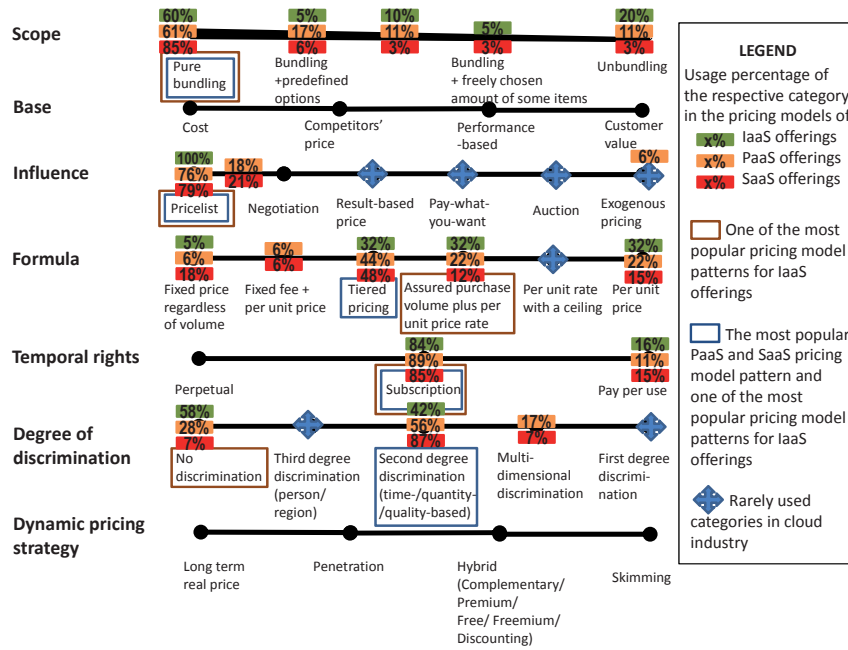 Scope
60%
61%
85%
5%
17%
6%
10%
11%
3%
5%
3%
20%
11%
3%
Pure
bundling
Bundling
+predefined
options
Bundling
+ freely chosen
amount of some items
Unbundling
Base
Cost
Competitors'
price
Performance
-based
Customer
value
Influence
100%
76%
79%
18%
21%
6%
Pricelist
Negotiation
Result-based
price
Pay-what-
you-want
Auction
Exogenous
pricing
Formula
5%
6%
18%
6%
6%
32%
44%
48%
32%
22%
12%
32%
22%
15%
Fixed price
regardless
of volume
Fixed fee +
per unit price
Tiered
pricing
Assured purchase
volume plus per
unit price rate
Per unit rate
with a ceiling
Per unit
price
Temporal rights
84%
89%
85%
16%
11%
15%
Perpetual
Subscription
Pay per use
Degree of
discrimination
58%
28%
7%
42%
56%
87%
17%
7%
No
discrimination
Third degree
discrimination
(person/
region)
Second degree
discrimination
(time-/quantity-
/quality-based)
Multi-
dimensional
discrimination
First degree
discrimi-
nation
Dynamic pricing
strategy
Long term
real price
Penetration
Hybrid
(Complementary/
Premium/
Free/ Freemium/
Discounting)
Skimming
LEGEND
Usage percentage of
the respective category
in the pricing models of
x% IaaS offerings
x% PaaS offerings
x% SaaS offerings
One of the most
popular pricing model
patterns for IaaS
offerings
The most popular
PaaS and SaaS pricing
model pattern and
one of the most
popular pricing model
patterns for IaaS
offerings
Rarely used
categories in cloud
industry